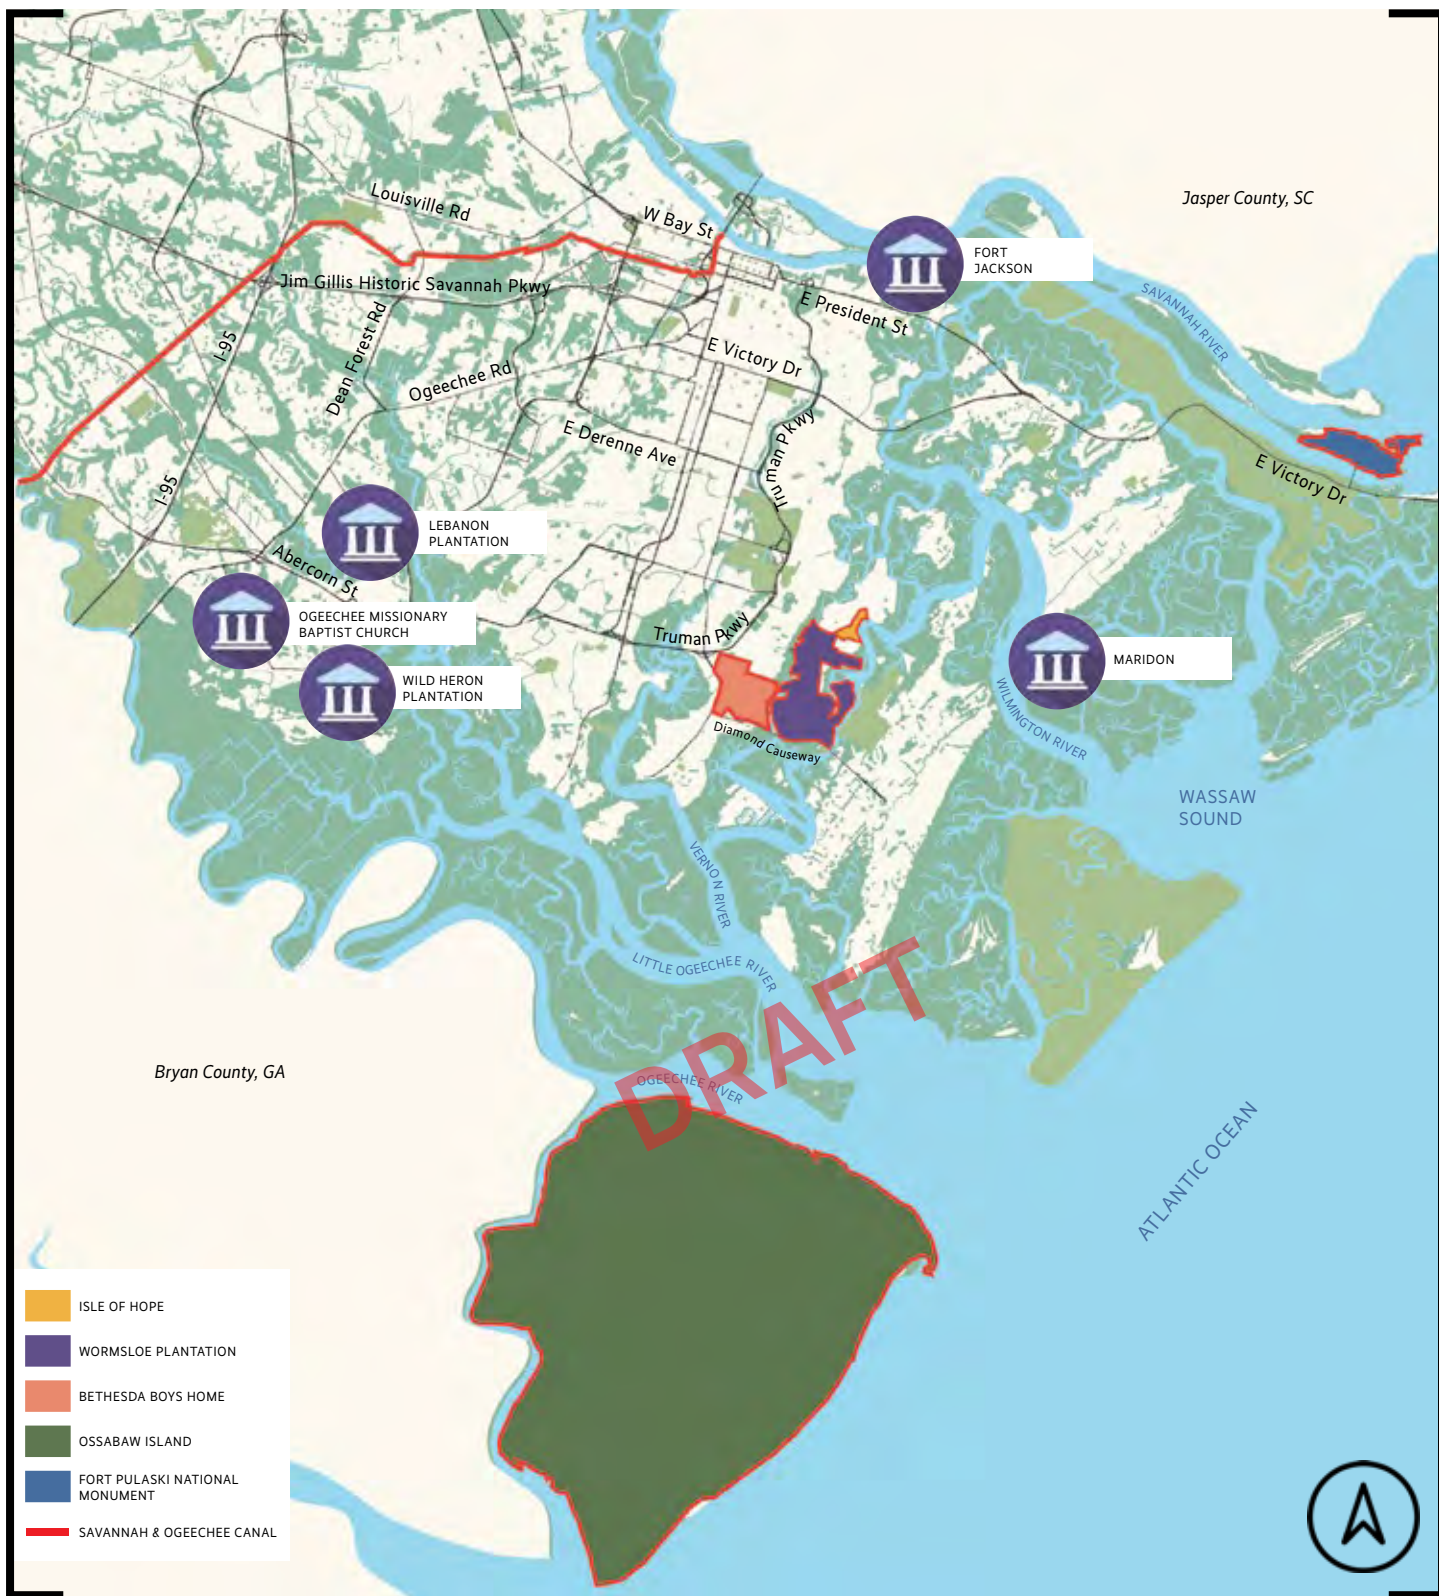 Jasper County, SC
Louisville Rd
W Bay St
FORT
JACKSON
Jim Gillis Historic Savannah Pkwy
E President St
SAVANNAH RIVER
I-95
Dean Forest Rd
E Victory Dr
Ogeechee Rd
Truman Pkwy
E Derenne Ave
E Victory Dr
I-95
LEBANON
PLANTATION
Abercorn St
OGEECHEE MISSIONARY
BAPTIST CHURCH
Truman Pkwy
MARIDON
WILD HERON
PLANTATION
WILMINGTON RIVER
Diamond Causeway
WASSAW
SOUND
VERNON RIVER
LITTLE OGEECHEE RIVER
DRAFT
Bryan County, GA
OGEECHEE RIVER
ATLANTIC OCEAN
ISLE OF HOPE
WORMSLOE PLANTATION
BETHESDA BOYS HOME
OSSABAW ISLAND
FORT PULASKI NATIONAL
MONUMENT
SAVANNAH & OGEECHEE CANAL